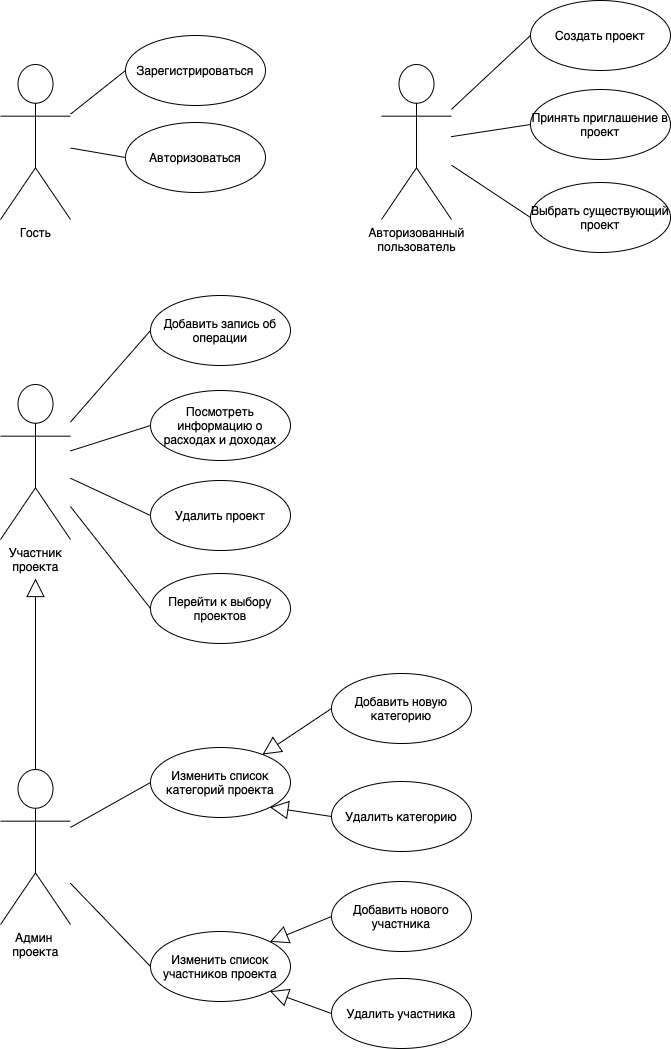 Зарегистрироваться
Авторизоваться
Гость
Создать проект
Принять приглашение в
проект
Выбрать существующий
проект
Авторизованный
пользователь
Добавить запись об
операции
Посмотреть
информацию о
расходах и доходах
Удалить проект
Перейти к выбору
проектов
Участник
проекта
Добавить новую
категорию
Изменить список
категорий проекта
Удалить категорию
Добавить нового
участника
Изменить список
участников проекта
Удалить участника
Админ
проекта